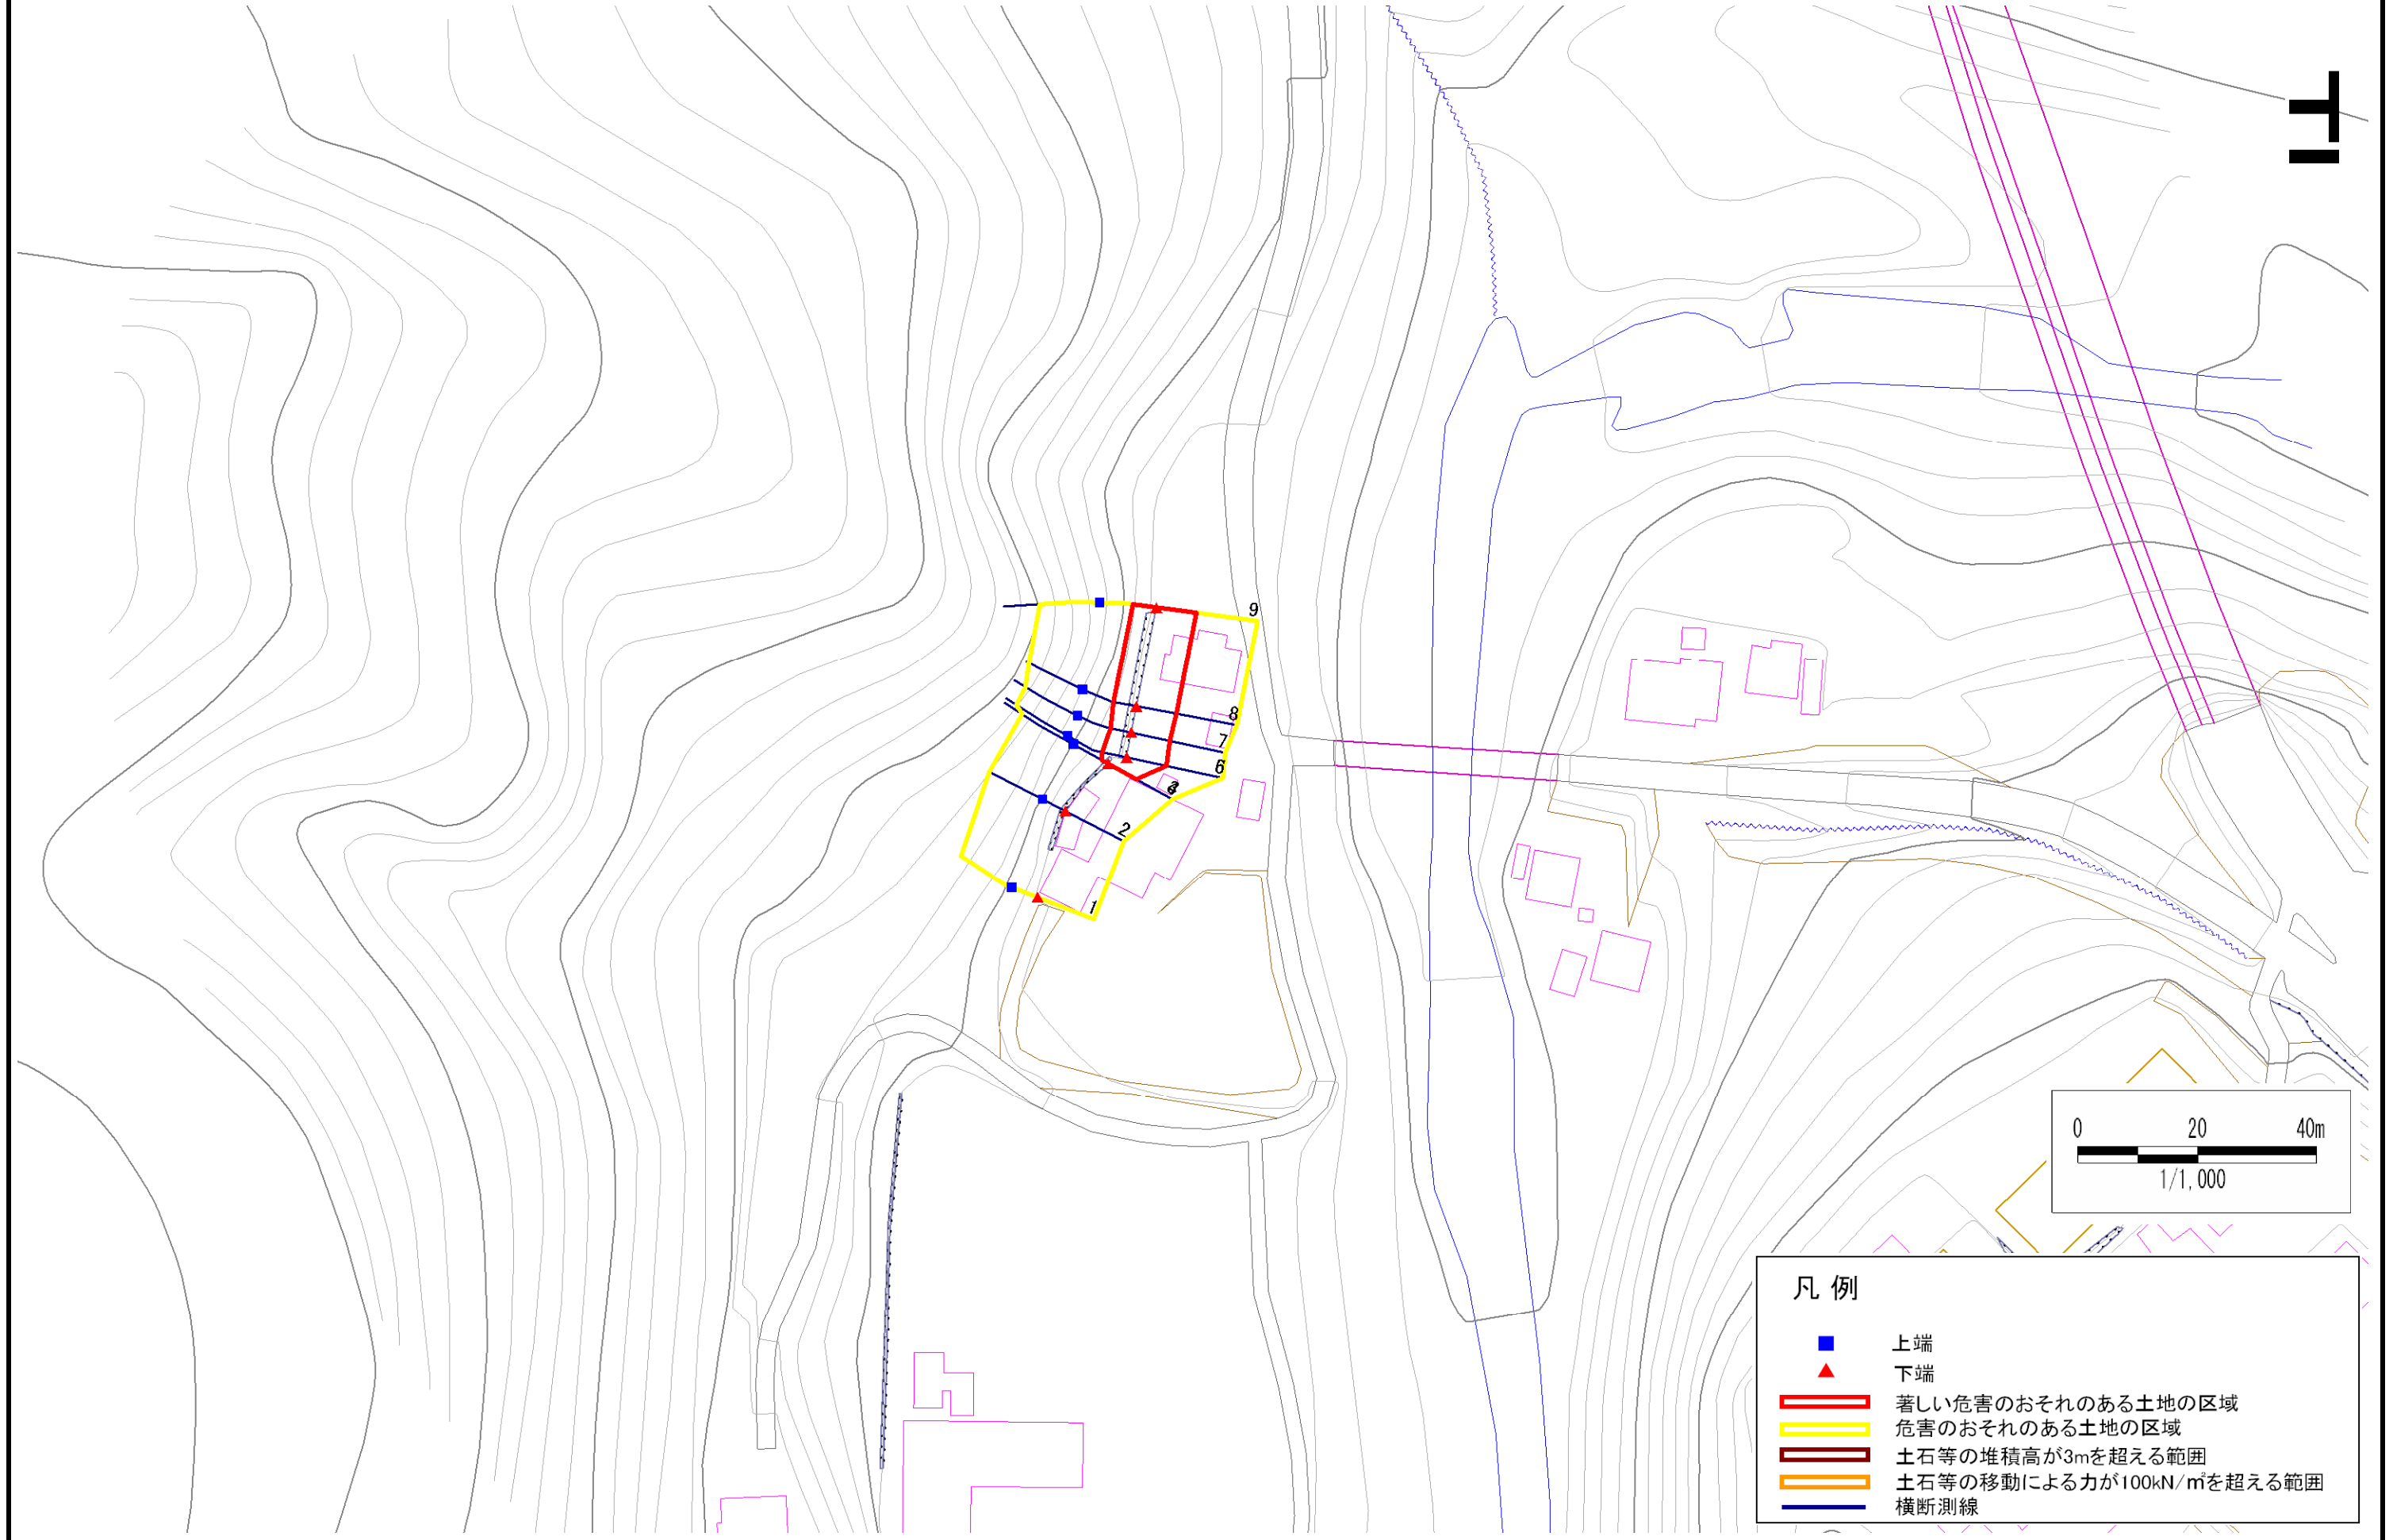 9
8
7
6
2
1
0 20 40m
1/1,000
凡 例
上端
下端
著しい危害のおそれのある土地の区域
危害のおそれのある土地の区域
土石等の堆積高が3mを超える範囲
土石等の移動による力が100kN/㎡を超える範囲
横断測線